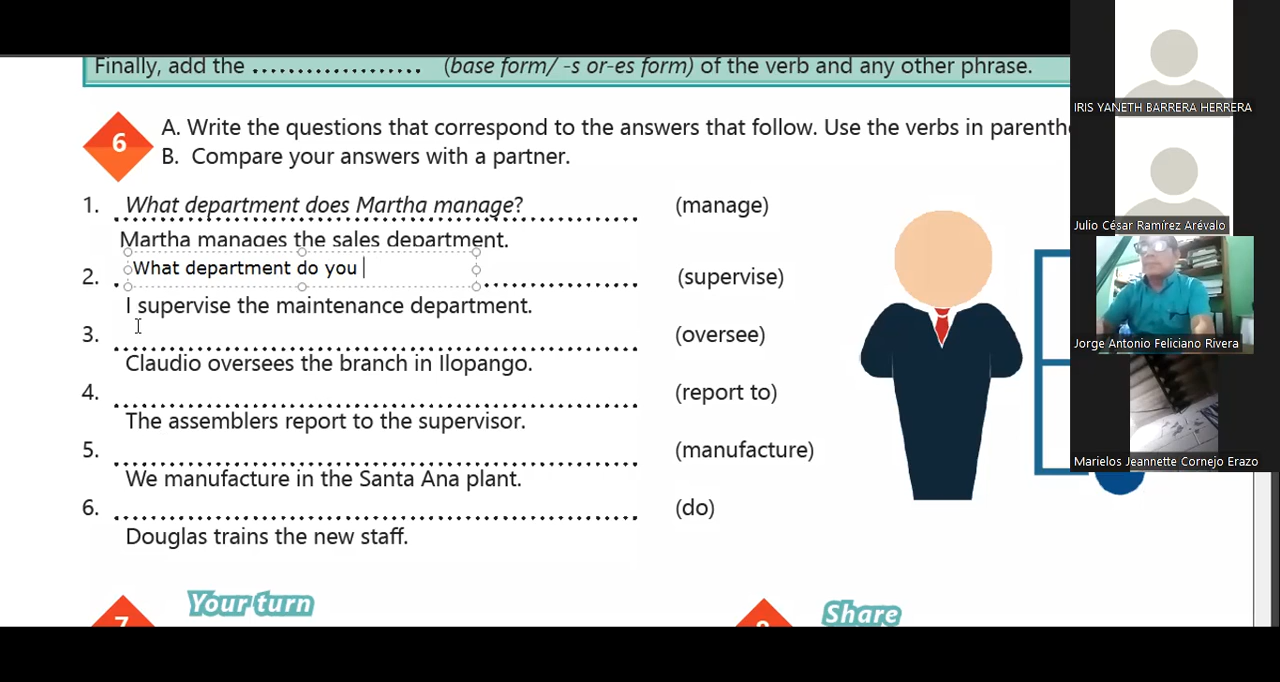 Finally, add the .................... (base form/ -s or-es form) of the verb and any other phrase.
6
A. Write the questions that correspond to the answers that follow. Use the verbs in
B. Compare your answers with a partner.
1. What department does Martha manage? (manage)
Martha manages the sales department.
2. What department do you (supervise)
I supervise the maintenance department.
3. (oversee)
Claudio oversees the branch in Ilopango.
4. (report to)
The assemblers report to the supervisor.
5. (manufacture)
We manufacture in the Santa Ana plant.
6. (do)
Douglas trains the new staff.
7 Your turn
Share
IRIS YANETH BARRERA HERRERA
Julio César Ramírez Arévalo
Jorge Antonio Feliciano Rivera
Marielos Jeannette Cornejo Erazo